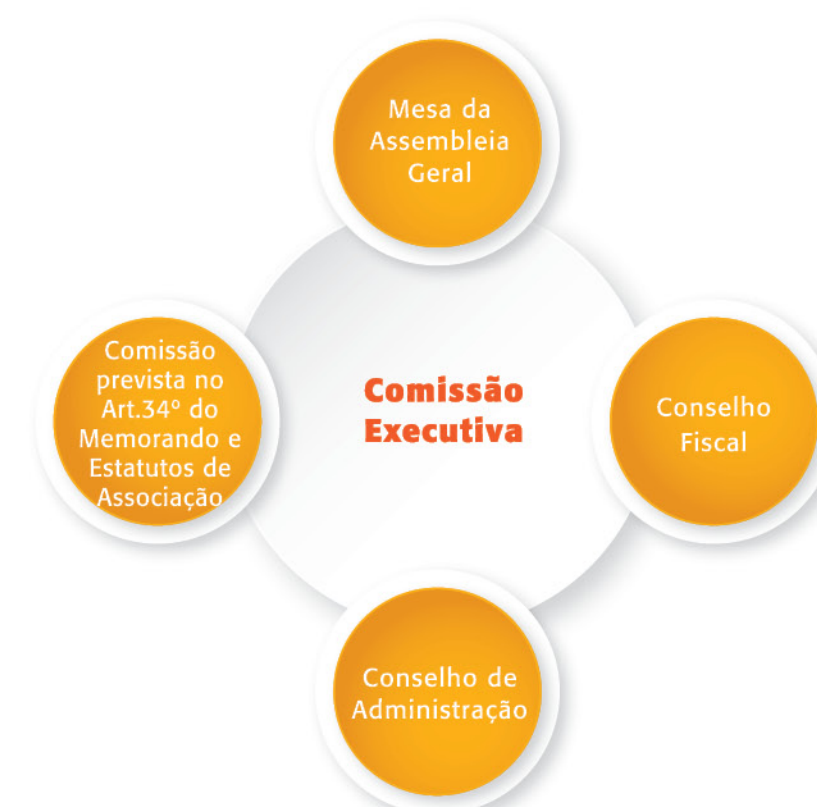 Mesa da
Assembleia
Geral
Comissão
prevista no
Art.34º do
Memorando e
Estatutos de
Associação
Comissão
Executiva
Conselho
Fiscal
Conselho de
Administração